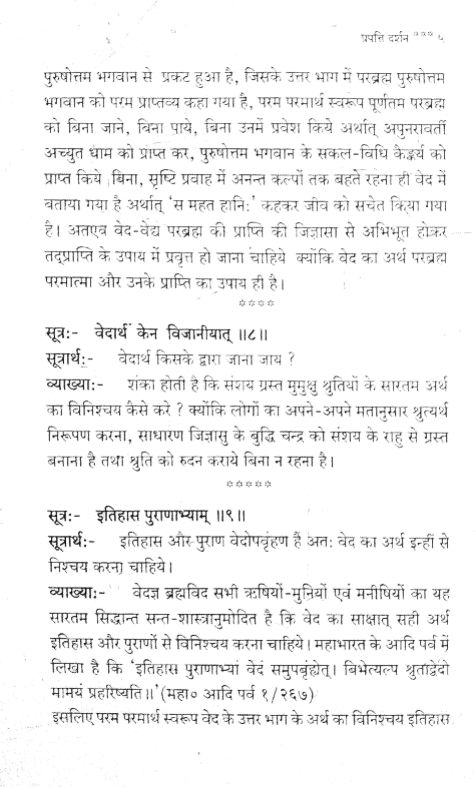 प्रपत्ति दर्शन *** ५
पुरुषोत्तम भगवान से प्रकट हुआ है, जिसके उत्तर भाग में परब्रह्म पुरुषोत्तम
भगवान को परम प्राप्तव्य कहा गया है, परम परमार्थ स्वरूप पूर्णतम परब्रह्म
को बिना जाने, बिना पाये, बिना उनमें प्रवेश किये अर्थात् अपुनरावर्ती
अच्युत धाम को प्राप्त कर, पुरुषोत्तम भगवान के सकल-विधि कैङ्कर्य को
प्राप्त किये बिना, सृष्टि प्रवाह में अनन्त कल्पों तक बहते रहना ही वेद में
बताया गया है अर्थात् 'स महत हानिः' कहकर जीव को सचेत किया गया
है। अतएव वेद-वेद्य परब्रह्म की प्राप्ति की जिज्ञासा से अभिभूत होकर
तद्प्राप्ति के उपाय में प्रवृत्त हो जाना चाहिये क्योंकि वेद का अर्थ परब्रह्म
परमात्मा और उनके प्राप्ति का उपाय ही है।
****
सूत्र:- वेदार्थ केन विजानीयात् ॥८॥
सूत्रार्थ:- वेदार्थ किसके द्वारा जाना जाय ?
व्याख्या:- शंका होती है कि संशय ग्रस्त मुमुक्षु श्रुतियों के सारतम अर्थ
का विनिश्चय कैसे करे ? क्योंकि लोगों का अपने-अपने मतानुसार श्रुत्यर्थ
निरूपण करना, साधारण जिज्ञासु के बुद्धि चन्द्र को संशय के राहु से ग्रस्त
बनाना है तथा श्रुति को रुदन कराये बिना न रहना है।
*****
सूत्र:- इतिहास पुराणाभ्याम् ॥९॥
सूत्रार्थ:- इतिहास और पुराण वेदोपवृंहण हैं अतः वेद का अर्थ इन्हीं से
निश्चय करना चाहिये।
व्याख्या:- वेदज्ञ ब्रह्मविद सभी ऋषियों-मुनियों एवं मनीषियों का यह
सारतम सिद्धान्त सन्त-शास्त्रानुमोदित है कि वेद का साक्षात् सही अर्थ
इतिहास और पुराणों से विनिश्चय करना चाहिये। महाभारत के आदि पर्व में
लिखा है कि 'इतिहास पुराणाभ्यां वेदं समुपबृंह्येत्। बिभेत्यल्प श्रुताद्वेदो
मामयं प्रहरिष्यति॥'(महा० आदि पर्व १/२६७)
इसलिए परम परमार्थ स्वरूप वेद के उत्तर भाग के अर्थ का विनिश्चय इतिहास